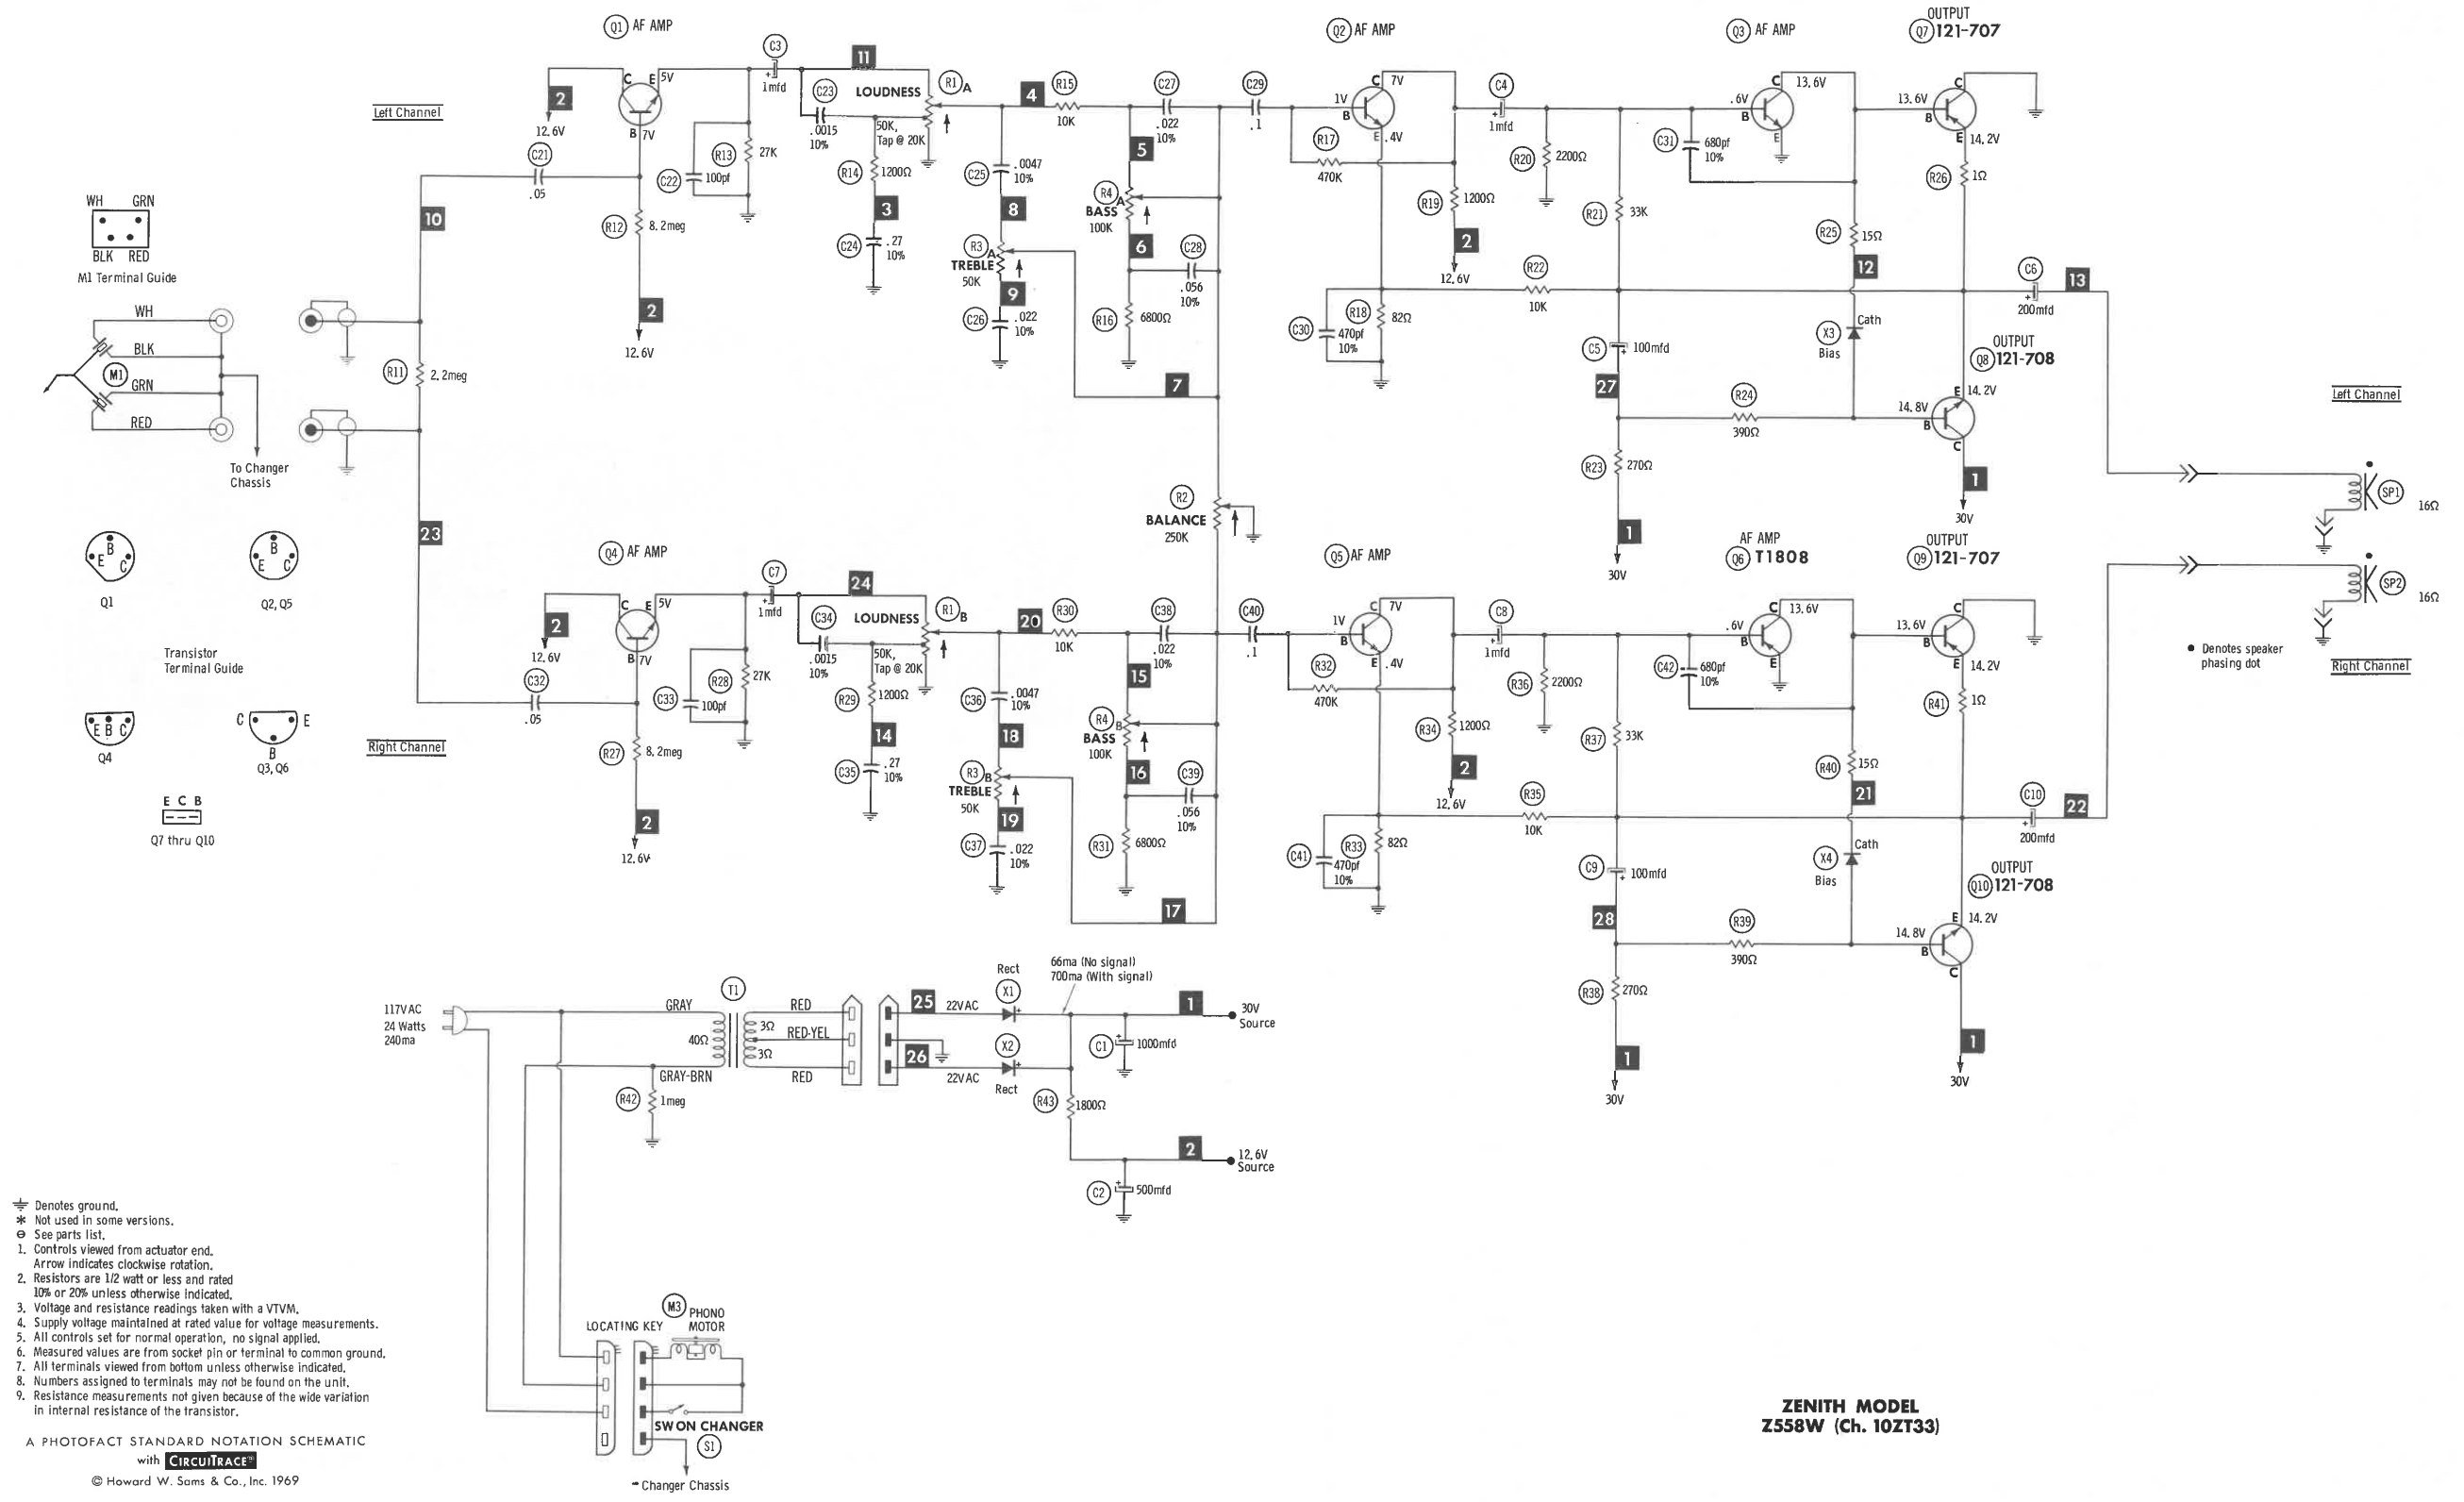 Q1 AF AMP
Q2 AF AMP
Q3 AF AMP
OUTPUT
Q7 121-707
Left Channel
2
12.6V
C
E
5V
B
7V
C3
+
1mfd
11
C23
.0015
10%
LOUDNESS
R1 A
50K,
Tap @ 20K
C21
.05
C22
100pf
R13
27K
R14
1200Ω
3
C24
.27
10%
R12
8.2meg
2
12.6V
10
4
R15
10K
C27
.022
10%
C29
.1
C25
.0047
10%
8
R3 A
TREBLE
50K
9
C26
.022
10%
5
R4 A
BASS
100K
6
C28
.056
10%
R16
6800Ω
7
1V
B
C
7V
E
.4V
R17
470K
R19
1200Ω
2
12.6V
C4
1mfd
R20
2200Ω
R21
33K
R22
10K
C30
470pf
10%
R18
82Ω
C5
+
100mfd
27
R24
390Ω
R23
270Ω
1
30V
C31
680pf
10%
.6V
B
C
13.6V
E
R25
15Ω
12
X3
Cath
Bias
13.6V
B
C
E
14.2V
R26
1Ω
C6
+
200mfd
13
OUTPUT
Q8 121-708
E
14.2V
14.8V
B
C
1
30V
Left Channel
SP1
16Ω
SP2
16Ω
● Denotes speaker
phasing dot
Right Channel
WH GRN
BLK RED
M1 Terminal Guide
WH
BLK
M1
GRN
RED
To Changer
Chassis
R11
2.2meg
23
B
E C
Q1
B
E C
Q2, Q5
Transistor
Terminal Guide
E B C
Q4
C E
B
Q3, Q6
E C B
Q7 thru Q10
R2
BALANCE
250K
Q4 AF AMP
Q5 AF AMP
AF AMP
Q6 T1808
OUTPUT
Q9 121-707
Right Channel
2
12.6V
C
E
5V
B
7V
C7
+
1mfd
24
C34
.0015
10%
LOUDNESS
R1 B
50K,
Tap @ 20K
C32
.05
C33
100pf
R28
27K
R29
1200Ω
14
C35
.27
10%
R27
8.2meg
2
12.6V
20
R30
10K
C38
.022
10%
C40
.1
C36
.0047
10%
18
R3 B
TREBLE
50K
19
C37
.022
10%
15
R4 B
BASS
100K
16
C39
.056
10%
R31
6800Ω
17
1V
B
C
7V
E
.4V
R32
470K
R34
1200Ω
2
12.6V
C8
1mfd
R36
2200Ω
R37
33K
R35
10K
C41
470pf
10%
R33
82Ω
C9
+
100mfd
28
R39
390Ω
R38
270Ω
1
30V
C42
680pf
10%
.6V
B
C
13.6V
E
R40
15Ω
21
X4
Cath
Bias
13.6V
B
C
E
14.2V
R41
1Ω
C10
+
200mfd
22
OUTPUT
Q10 121-708
E
14.2V
14.8V
B
C
1
30V
117VAC
24 Watts
240ma
GRAY
40Ω
GRAY-BRN
R42
1meg
T1
RED
3Ω
RED-YEL
3Ω
RED
25
22VAC
26
22VAC
Rect
X1
+
X2
+
Rect
66ma (No signal)
700ma (With signal)
C1
+
1000mfd
1
30V
Source
R43
1800Ω
2
12.6V
Source
C2
+
500mfd
Denotes ground.
* Not used in some versions.
⊖ See parts list.
1. Controls viewed from actuator end.
Arrow indicates clockwise rotation.
2. Resistors are 1/2 watt or less and rated
10% or 20% unless otherwise indicated.
3. Voltage and resistance readings taken with a VTVM.
4. Supply voltage maintained at rated value for voltage measurements.
5. All controls set for normal operation, no signal applied.
6. Measured values are from socket pin or terminal to common ground.
7. All terminals viewed from bottom unless otherwise indicated.
8. Numbers assigned to terminals may not be found on the unit.
9. Resistance measurements not given because of the wide variation
in internal resistance of the transistor.
A PHOTOFACT STANDARD NOTATION SCHEMATIC
with CIRCUITRACE™
© Howard W. Sams & Co., Inc. 1969
M3 PHONO
MOTOR
LOCATING KEY
SW ON CHANGER
S1
Changer Chassis
ZENITH MODEL
Z558W (Ch. 10ZT33)